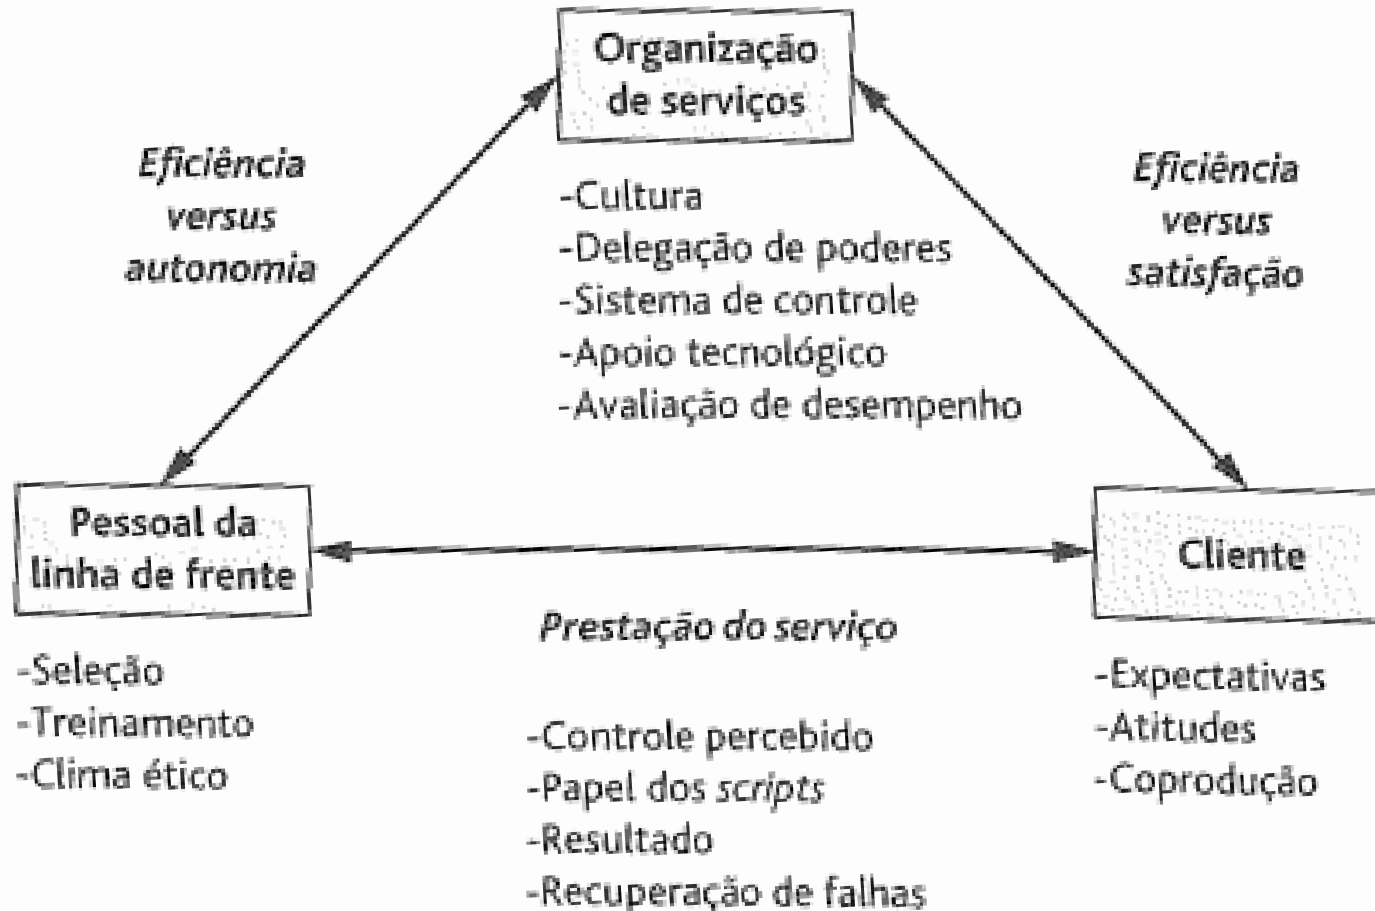 Organização
de serviços
Eficiência
versus
autonomia
Eficiência
versus
satisfação
-Cultura
-Delegação de poderes
-Sistema de controle
-Apoio tecnológico
-Avaliação de desempenho
Pessoal da
linha de frente
Cliente
Prestação do serviço
-Seleção
-Treinamento
-Clima ético
-Controle percebido
-Papel dos scripts
-Resultado
-Recuperação de falhas
-Expectativas
-Atitudes
-Coprodução